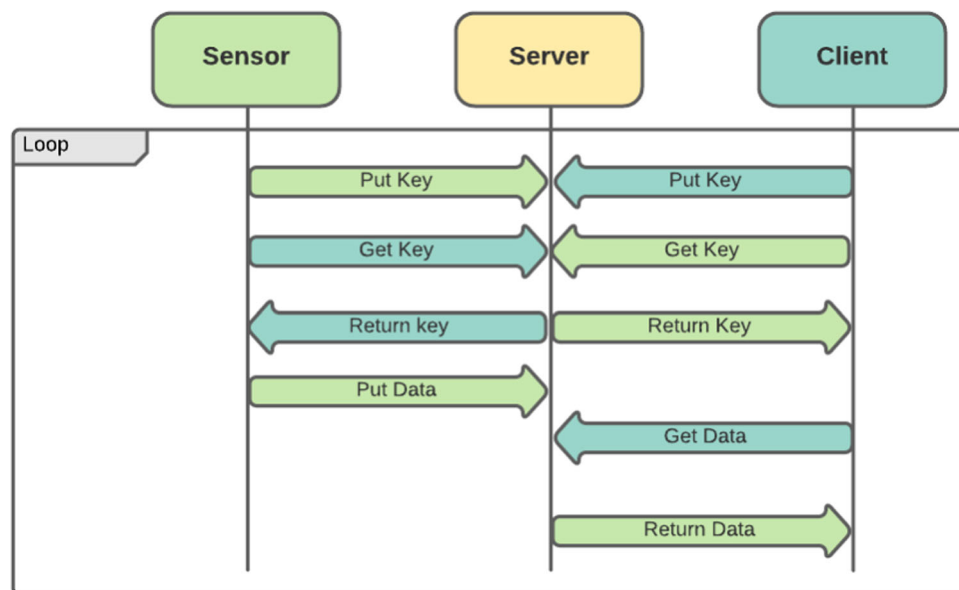 Sensor
Server
Client
Loop
Put Key
Put Key
Get Key
Get Key
Return key
Return Key
Put Data
Get Data
Return Data